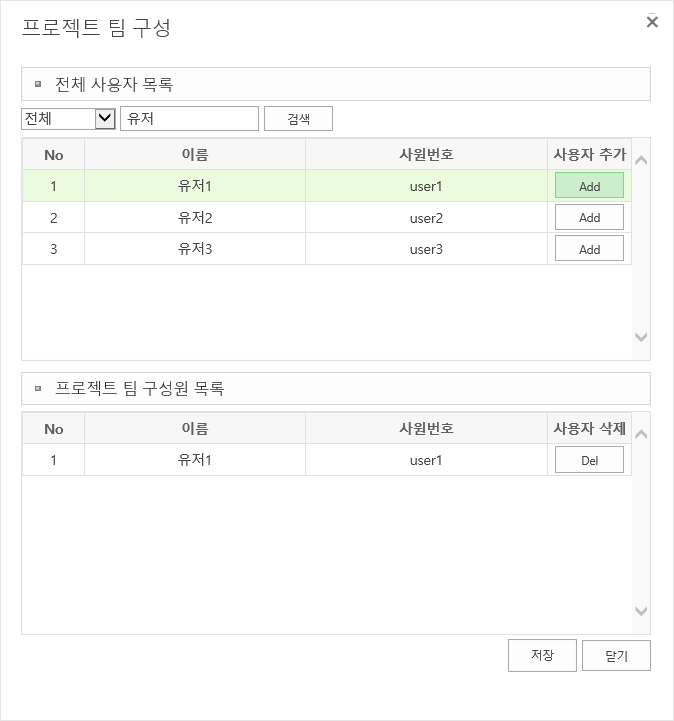 프로젝트 팀 구성
전체 사용자 목록
전체 유저 검색
No 이름 사원번호 사용자 추가
1 유저1 user1 Add
2 유저2 user2 Add
3 유저3 user3 Add
프로젝트 팀 구성원 목록
No 이름 사원번호 사용자 삭제
1 유저1 user1 Del
저장 닫기